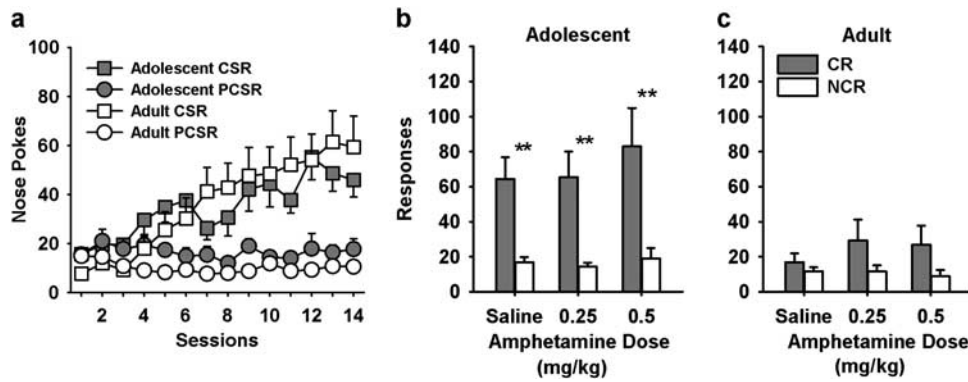 a
100
80
60
40
20
0
Nose Pokes
Adolescent CSR
Adolescent PCSR
Adult CSR
Adult PCSR
2 4 6 8 10 12 14
Sessions
b
Adolescent
140
120
100
80
60
40
20
0
Responses
** ** **
Saline 0.25 0.5
Amphetamine Dose
(mg/kg)
c
Adult
140
120
100
80
60
40
20
0
CR
NCR
Saline 0.25 0.5
Amphetamine Dose
(mg/kg)